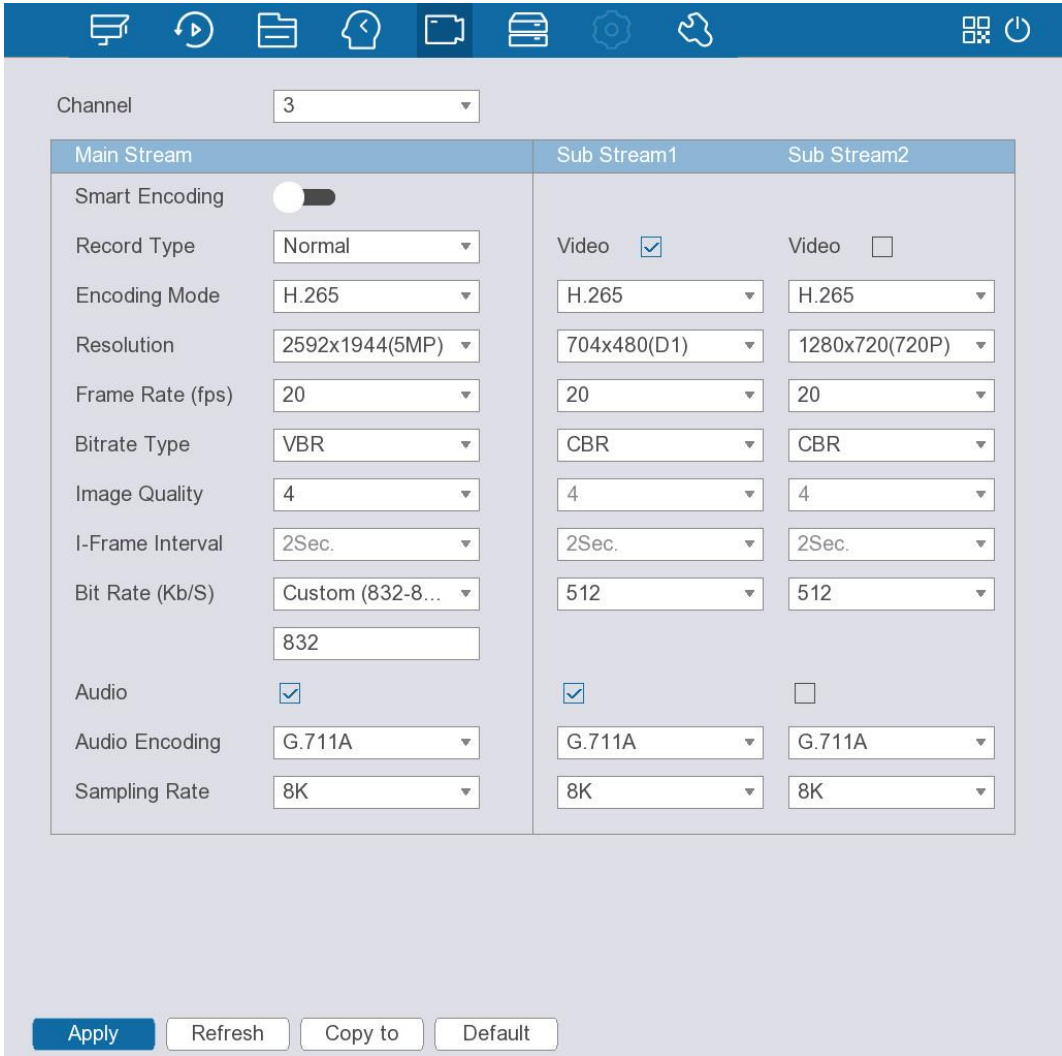 Channel 3
Main Stream Sub Stream1 Sub Stream2
Smart Encoding
Record Type Normal Video Video
Encoding Mode H.265 H.265 H.265
Resolution 2592x1944(5MP) 704x480(D1) 1280x720(720P)
Frame Rate (fps) 20 20 20
Bitrate Type VBR CBR CBR
Image Quality 4 4 4
I-Frame Interval 2Sec. 2Sec. 2Sec.
Bit Rate (Kb/S) Custom (832-8... 512 512
832
Audio
Audio Encoding G.711A G.711A G.711A
Sampling Rate 8K 8K 8K
Apply Refresh Copy to Default